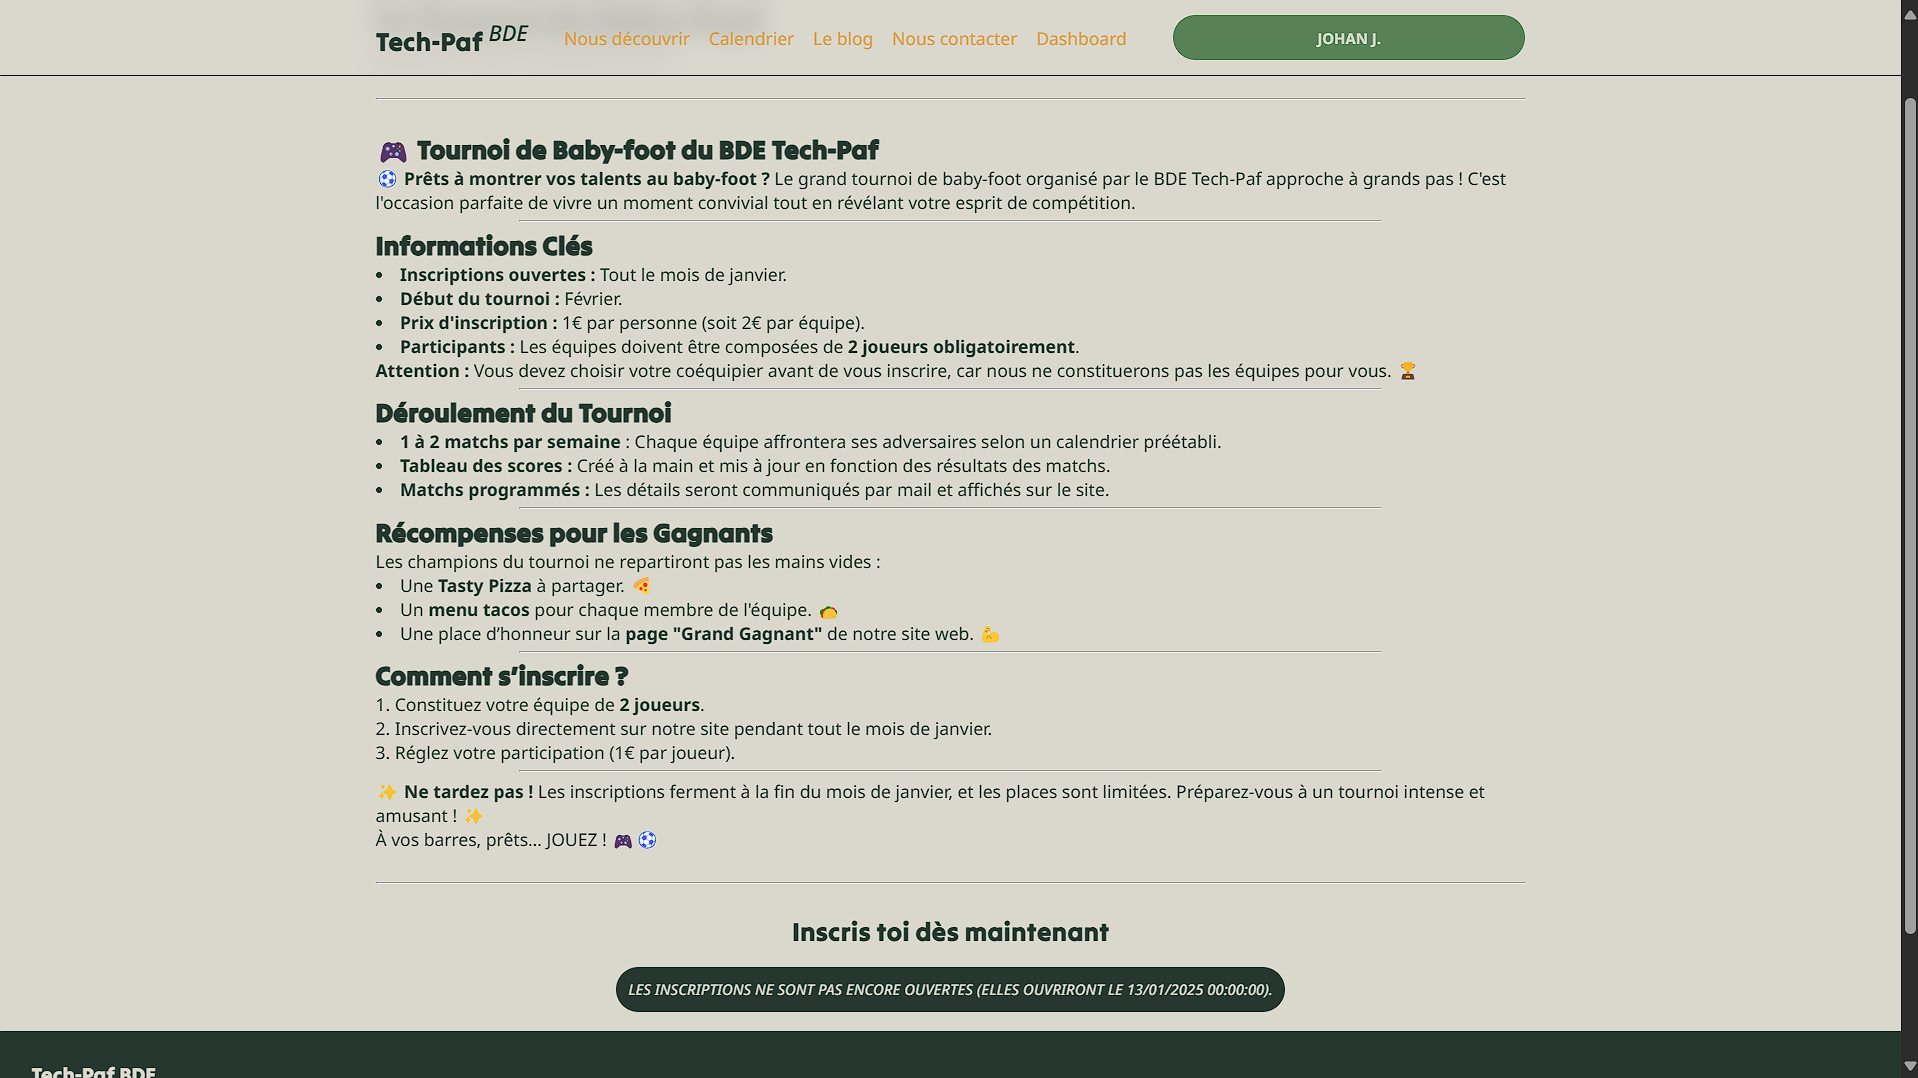 Tech-Paf BDE
Nous découvrir
Calendrier
Le blog
Nous contacter
Dashboard
JOHAN J.
🎮 Tournoi de Baby-foot du BDE Tech-Paf
⚽ Prêts à montrer vos talents au baby-foot ? Le grand tournoi de baby-foot organisé par le BDE Tech-Paf approche à grands pas ! C'est
l'occasion parfaite de vivre un moment convivial tout en révélant votre esprit de compétition.
Informations Clés
• Inscriptions ouvertes : Tout le mois de janvier.
• Début du tournoi : Février.
• Prix d'inscription : 1€ par personne (soit 2€ par équipe).
• Participants : Les équipes doivent être composées de 2 joueurs obligatoirement.
Attention : Vous devez choisir votre coéquipier avant de vous inscrire, car nous ne constituerons pas les équipes pour vous. 🏆
Déroulement du Tournoi
• 1 à 2 matchs par semaine : Chaque équipe affrontera ses adversaires selon un calendrier préétabli.
• Tableau des scores : Créé à la main et mis à jour en fonction des résultats des matchs.
• Matchs programmés : Les détails seront communiqués par mail et affichés sur le site.
Récompenses pour les Gagnants
Les champions du tournoi ne repartiront pas les mains vides :
• Une Tasty Pizza à partager. 🍕
• Un menu tacos pour chaque membre de l'équipe. 🌮
• Une place d’honneur sur la page "Grand Gagnant" de notre site web. 💪
Comment s’inscrire ?
1. Constituez votre équipe de 2 joueurs.
2. Inscrivez-vous directement sur notre site pendant tout le mois de janvier.
3. Réglez votre participation (1€ par joueur).
✨ Ne tardez pas ! Les inscriptions ferment à la fin du mois de janvier, et les places sont limitées. Préparez-vous à un tournoi intense et
amusant ! ✨
À vos barres, prêts... JOUEZ ! 🎮⚽
Inscris toi dès maintenant
LES INSCRIPTIONS NE SONT PAS ENCORE OUVERTES (ELLES OUVRIRONT LE 13/01/2025 00:00:00).
Tech-Paf BDE